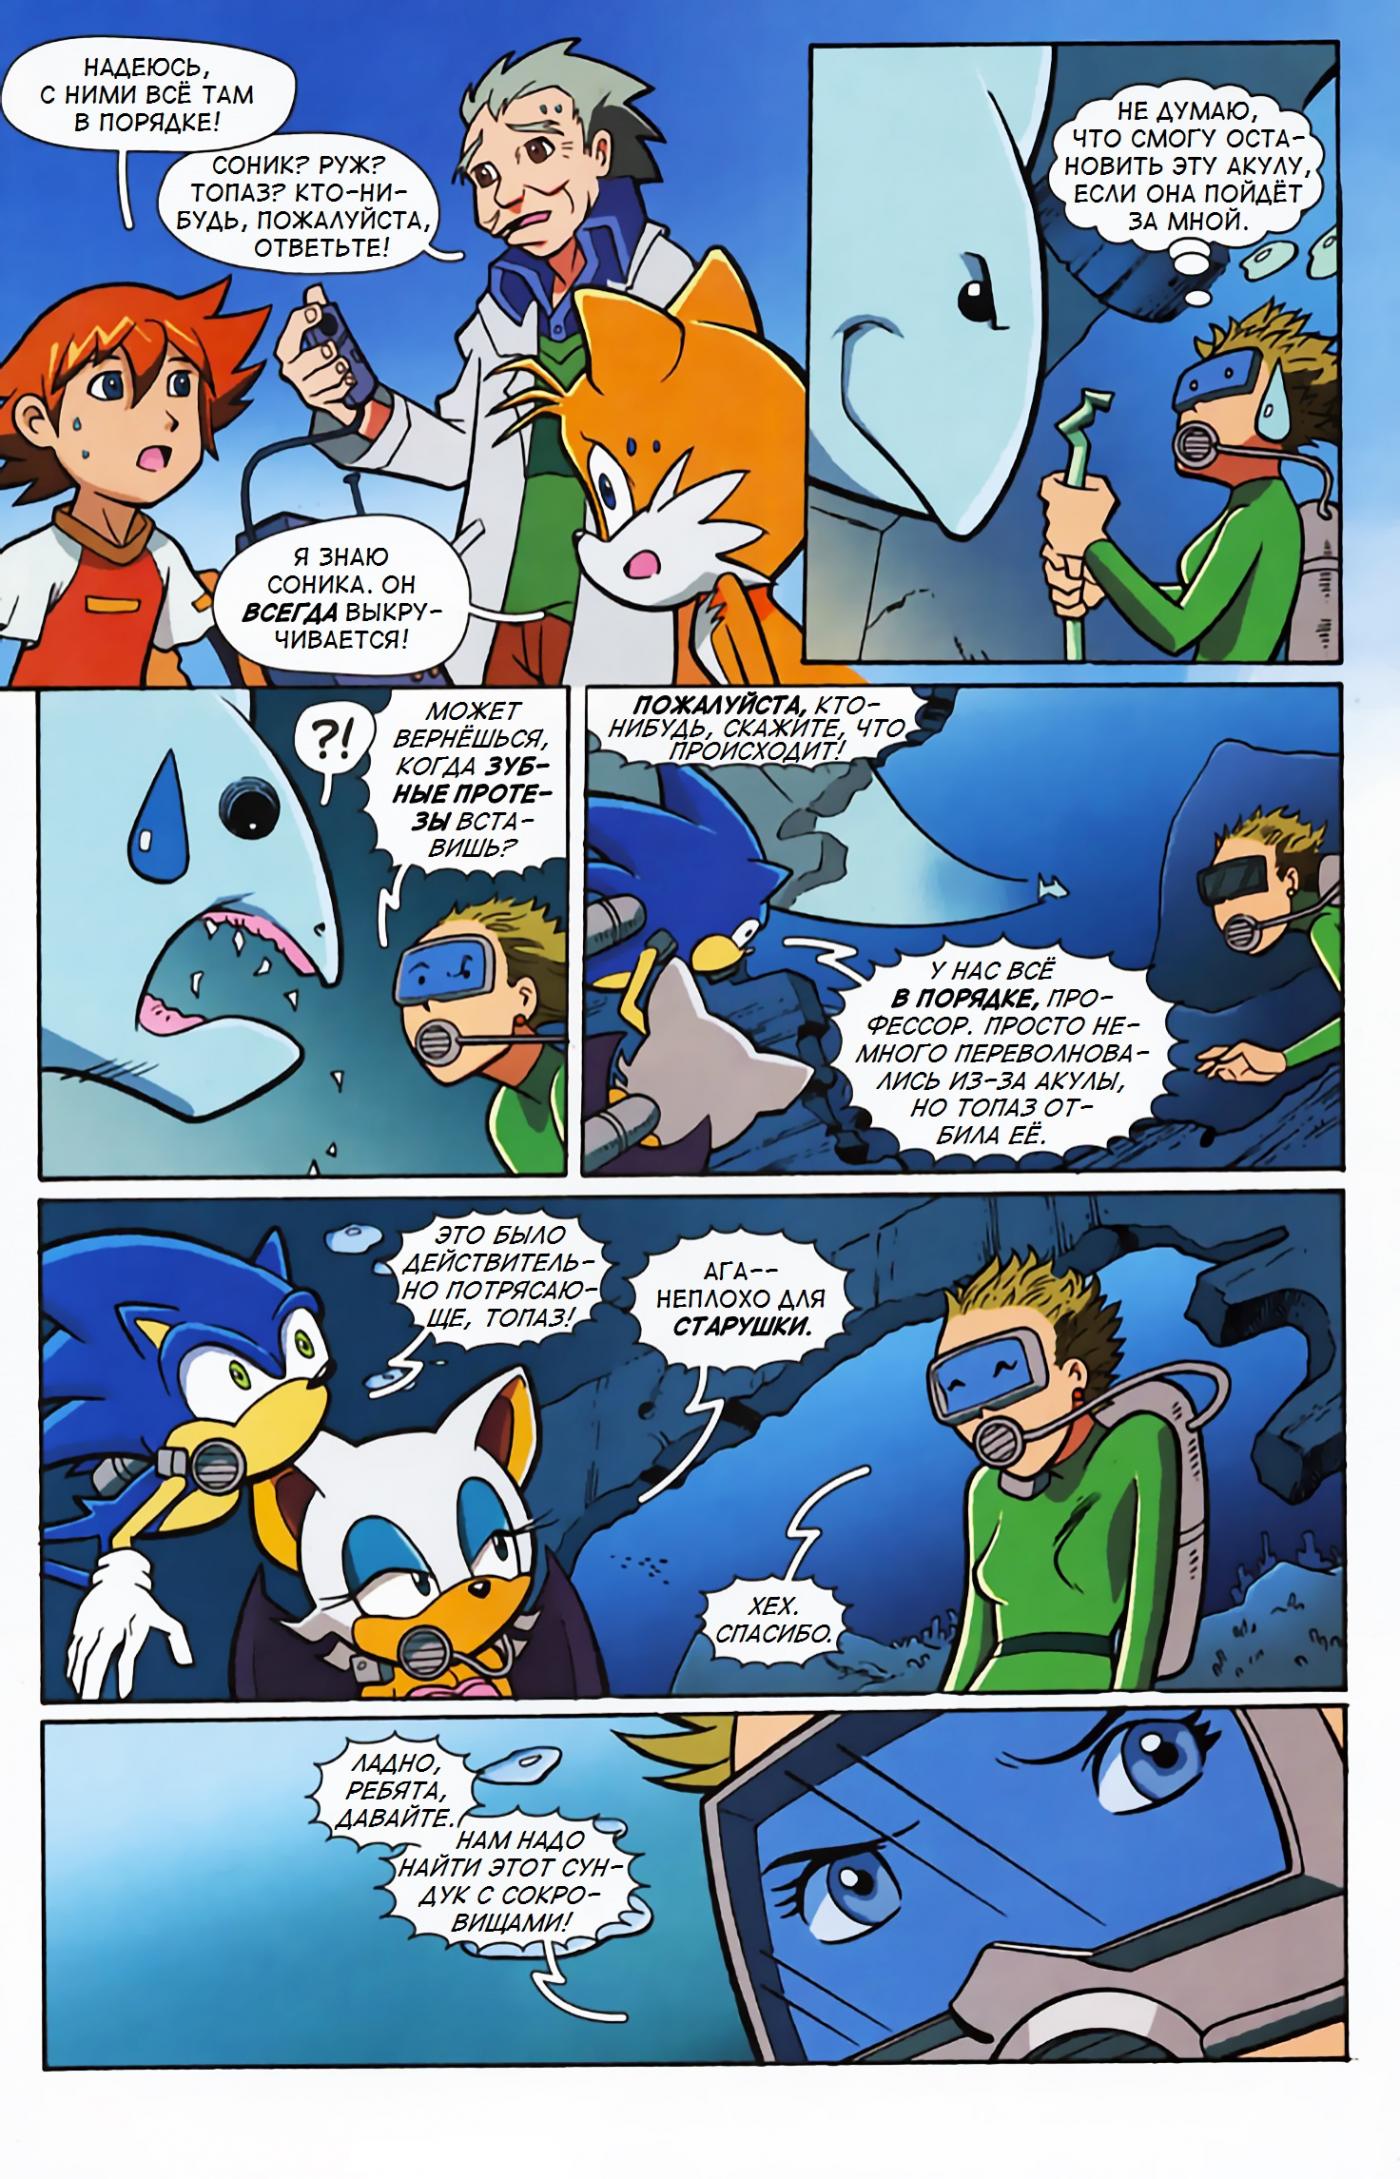 НАДЕЮСЬ,
С НИМИ ВСЁ ТАМ
В ПОРЯДКЕ!
СОНИК? РУЖ?
ТОПАЗ? КТО-НИ-
БУДЬ, ПОЖАЛУЙСТА,
ОТВЕТЬТЕ!
Я ЗНАЮ
СОНИКА. ОН
ВСЕГДА ВЫКРУ-
ЧИВАЕТСЯ!
НЕ ДУМАЮ,
ЧТО СМОГУ ОСТА-
НОВИТЬ ЭТУ АКУЛУ,
ЕСЛИ ОНА ПОЙДЁТ
ЗА МНОЙ.
?!
МОЖЕТ
ВЕРНЁШЬСЯ,
КОГДА ЗУБ-
НЫЕ ПРОТЕ-
ЗЫ ВСТА-
ВИШЬ?
ПОЖАЛУЙСТА, КТО-
НИБУДЬ, СКАЖИТЕ, ЧТО
ПРОИСХОДИТ!
У НАС ВСЁ
В ПОРЯДКЕ, ПРО-
ФЕССОР. ПРОСТО НЕ-
МНОГО ПЕРЕВОЛНОВА-
ЛИСЬ ИЗ-ЗА АКУЛЫ,
НО ТОПАЗ ОТ-
БИЛА ЕЁ.
ЭТО БЫЛО
ДЕЙСТВИТЕЛЬ-
НО ПОТРЯСАЮ-
ЩЕ, ТОПАЗ!
АГА--
НЕПЛОХО ДЛЯ
СТАРУШКИ.
ХЕХ.
СПАСИБО.
ЛАДНО,
РЕБЯТА,
ДАВАЙТЕ.
НАМ НАДО
НАЙТИ ЭТОТ СУН-
ДУК С СОКРО-
ВИЩАМИ!